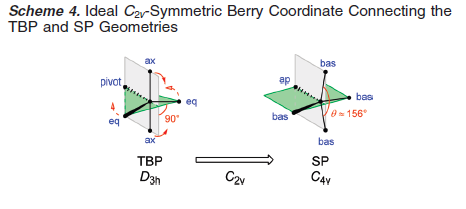 Scheme 4. Ideal C2v-Symmetric Berry Coordinate Connecting the
TBP and SP Geometries
ax
bas
pivot
ap
eq
bas
eq
90°
bas
θ ≈ 156°
ax
bas
TBP
SP
D3h
C2v
C4v